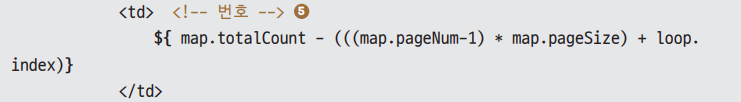 <td>  <!-- 번호 --> ❺
${ map.totalCount - (((map.pageNum-1) * map.pageSize) + loop.
index)}
</td>